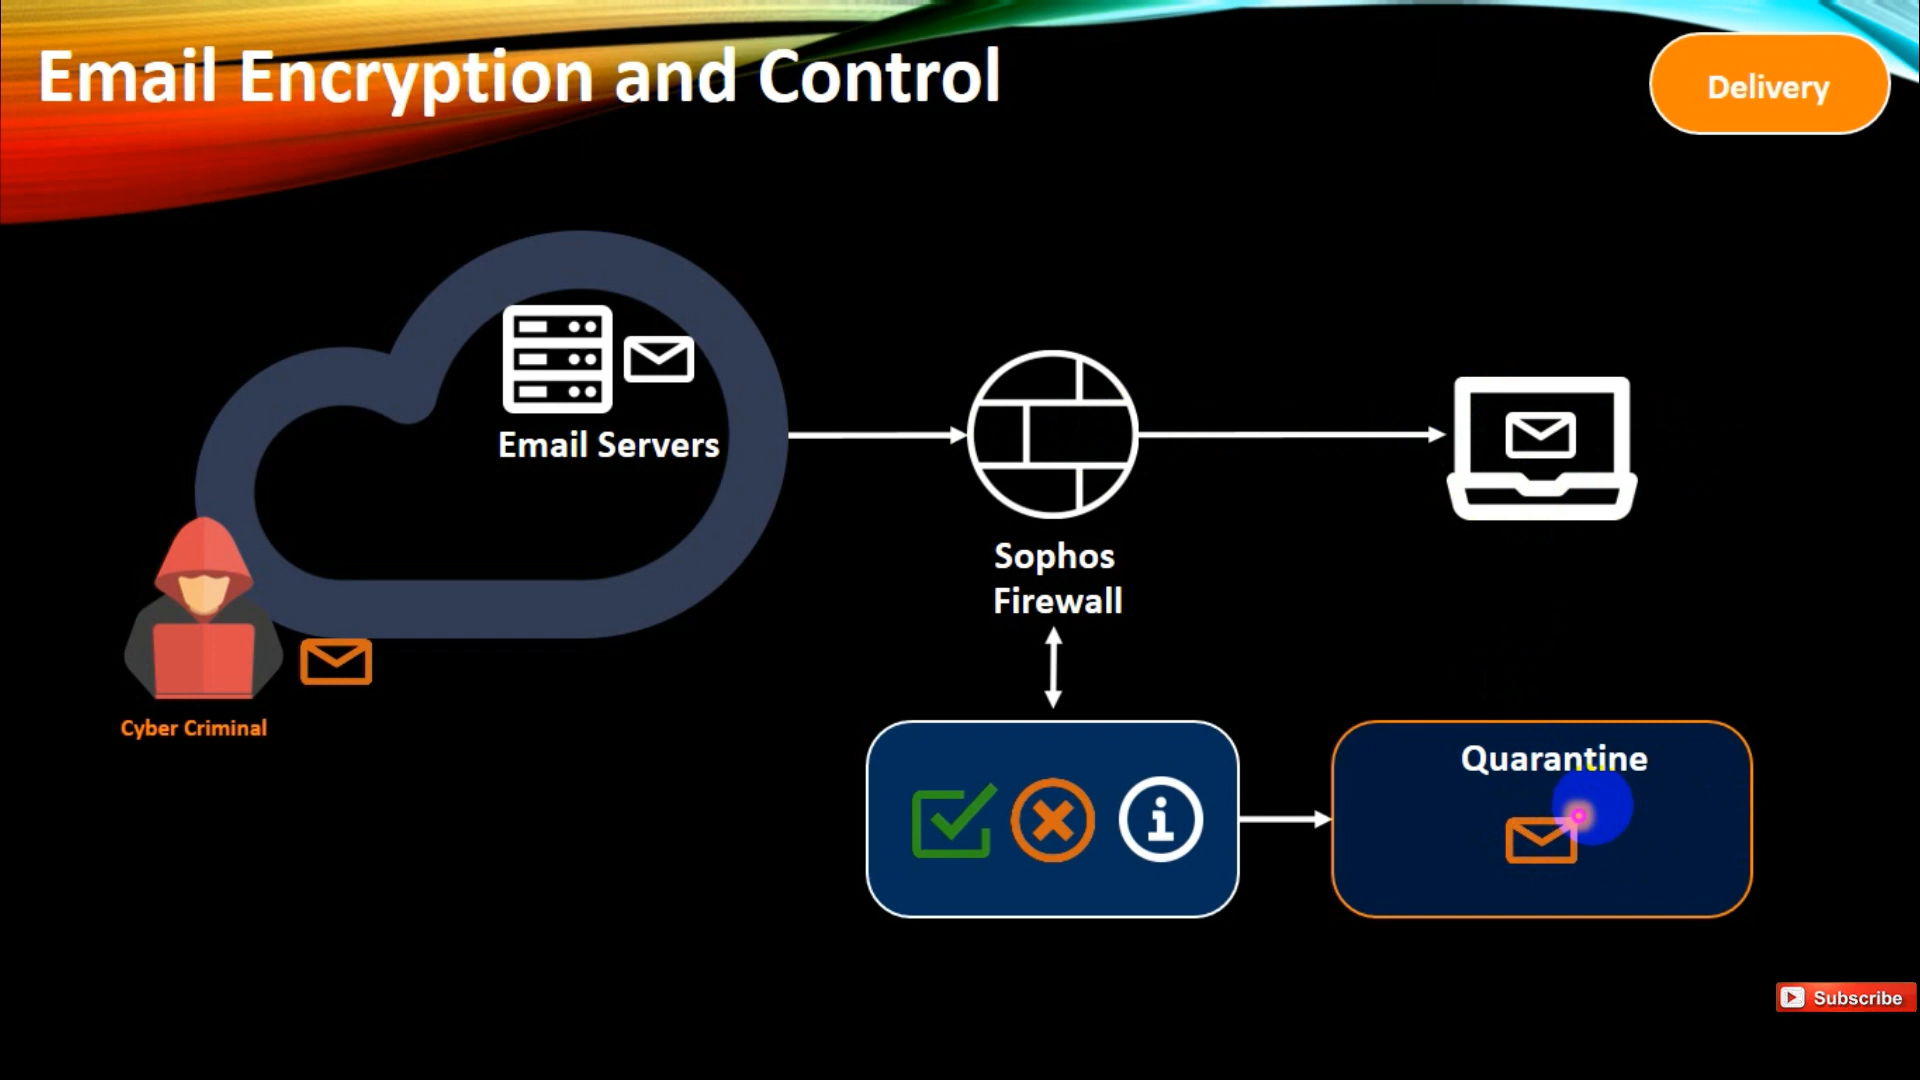 Email Encryption and Control
Delivery
Email Servers
Sophos
Firewall
Cyber Criminal
Quarantine
Subscribe